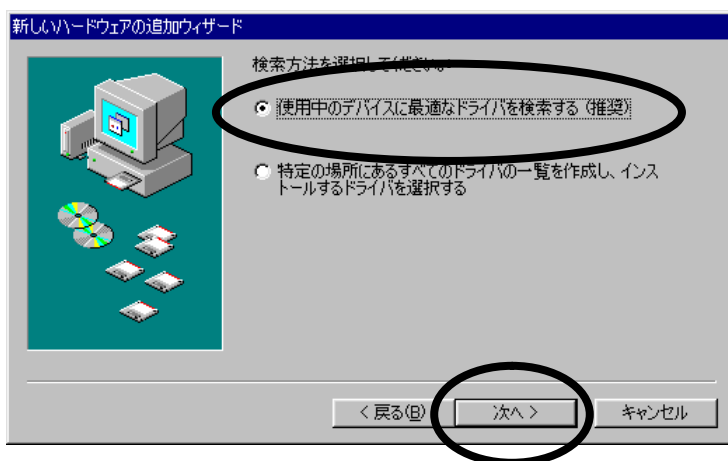 新しいハードウェアの追加ウィザード
検索方法を選択してください。
使用中のデバイスに最適なドライバを検索する (推奨)
特定の場所にあるすべてのドライバの一覧を作成し、インス
トールするドライバを選択する
< 戻る(B)
次へ >
キャンセル